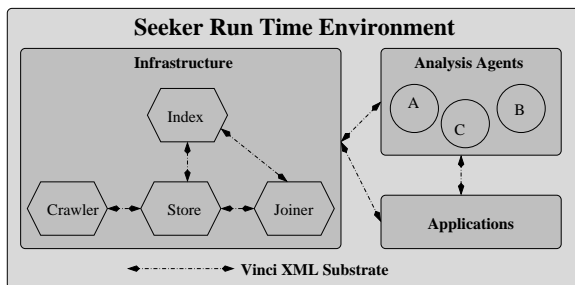 Seeker Run Time Environment
Infrastructure
Analysis Agents
A
B
C
Index
Crawler
Store
Joiner
Applications
Vinci XML Substrate